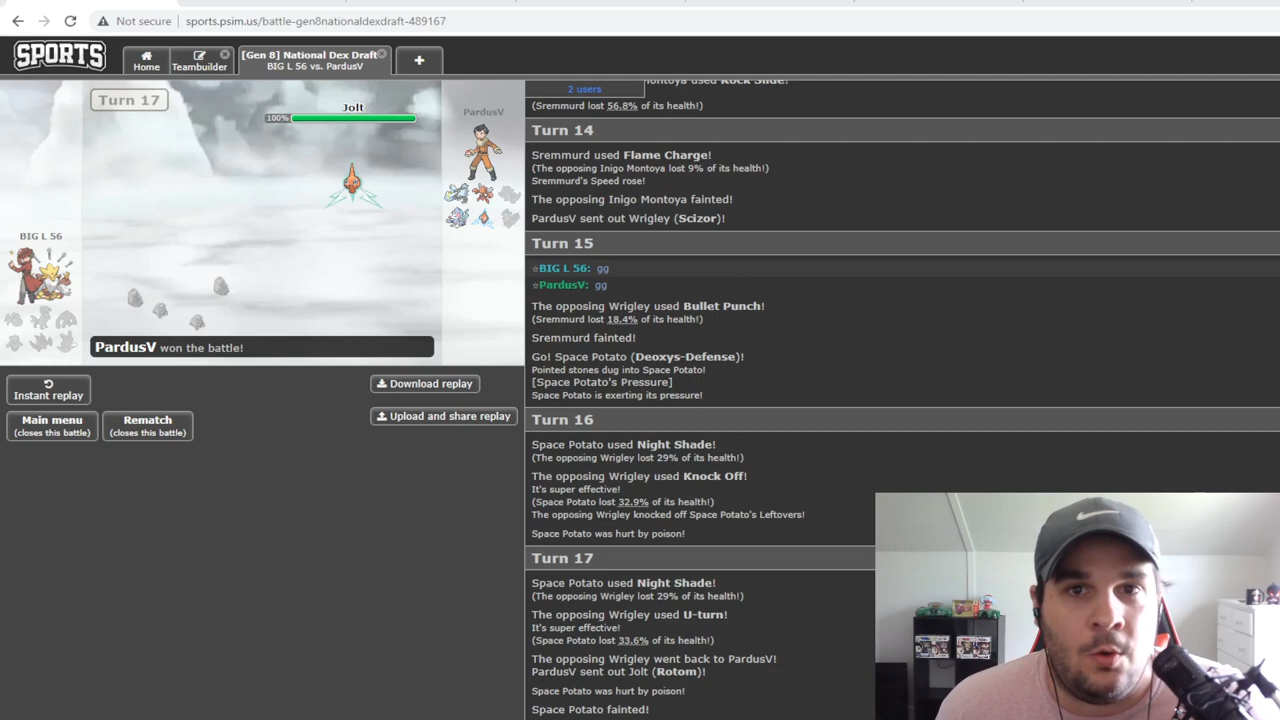 Not secure
sports.psim.us/battle-gen8nationaldexdraft-489167
SPORTS
Home
Teambuilder
[Gen 8] National Dex Draft
BIG L 56 vs. PardusV
Turn 17
Jolt
100%
PardusV
BIG L 56
PardusV won the battle!
Instant replay
Download replay
Upload and share replay
Main menu
(closes this battle)
Rematch
(closes this battle)
2 users
Montoya used Rock Slide!
(Sremmurd lost 56.8% of its health!)
Turn 14
Sremmurd used Flame Charge!
(The opposing Inigo Montoya lost 9% of its health!)
Sremmurd's Speed rose!
The opposing Inigo Montoya fainted!
PardusV sent out Wrigley (Scizor)!
Turn 15
☆BIG L 56: gg
☆PardusV: gg
The opposing Wrigley used Bullet Punch!
(Sremmurd lost 18.4% of its health!)
Sremmurd fainted!
Go! Space Potato (Deoxys-Defense)!
Pointed stones dug into Space Potato!
[Space Potato's Pressure]
Space Potato is exerting its pressure!
Turn 16
Space Potato used Night Shade!
(The opposing Wrigley lost 29% of its health!)
The opposing Wrigley used Knock Off!
It's super effective!
(Space Potato lost 32.9% of its health!)
The opposing Wrigley knocked off Space Potato's Leftovers!
Space Potato was hurt by poison!
Turn 17
Space Potato used Night Shade!
(The opposing Wrigley lost 29% of its health!)
The opposing Wrigley used U-turn!
It's super effective!
(Space Potato lost 33.6% of its health!)
The opposing Wrigley went back to PardusV!
PardusV sent out Jolt (Rotom)!
Space Potato was hurt by poison!
Space Potato fainted!